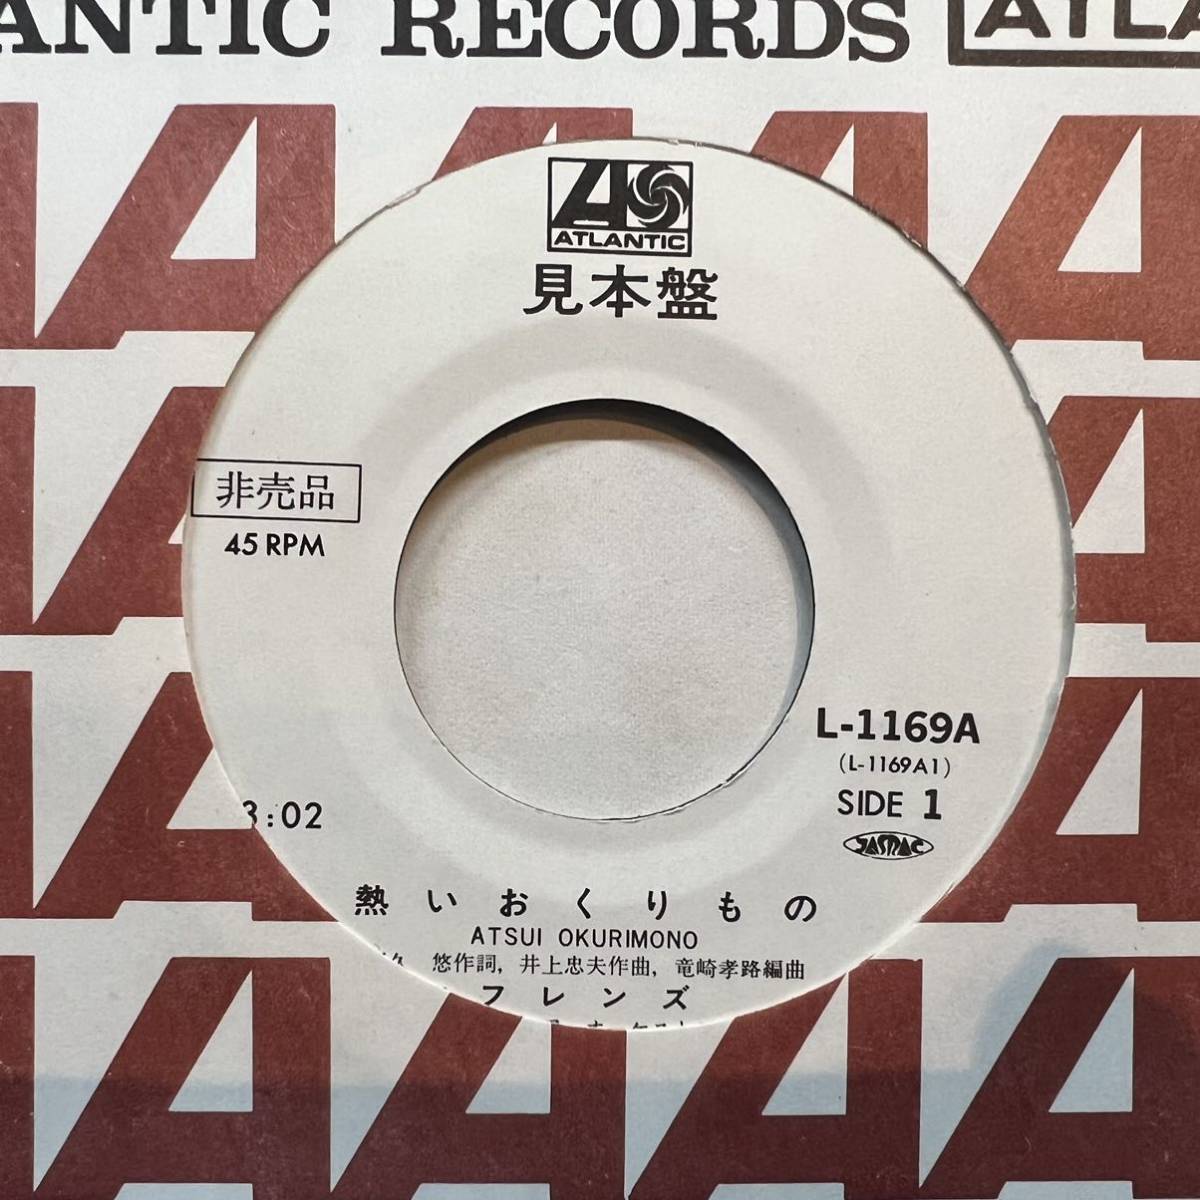 ANTIC RECORDS
ATLA
ATLANTIC
見本盤
非売品
45 RPM
L-1169A
(L-1169A1)
SIDE 1
JASRAC
3:02
熱いおくりもの
ATSUI OKURIMONO
悠作詞, 井上忠夫作曲, 竜崎孝路編曲
フレンズ